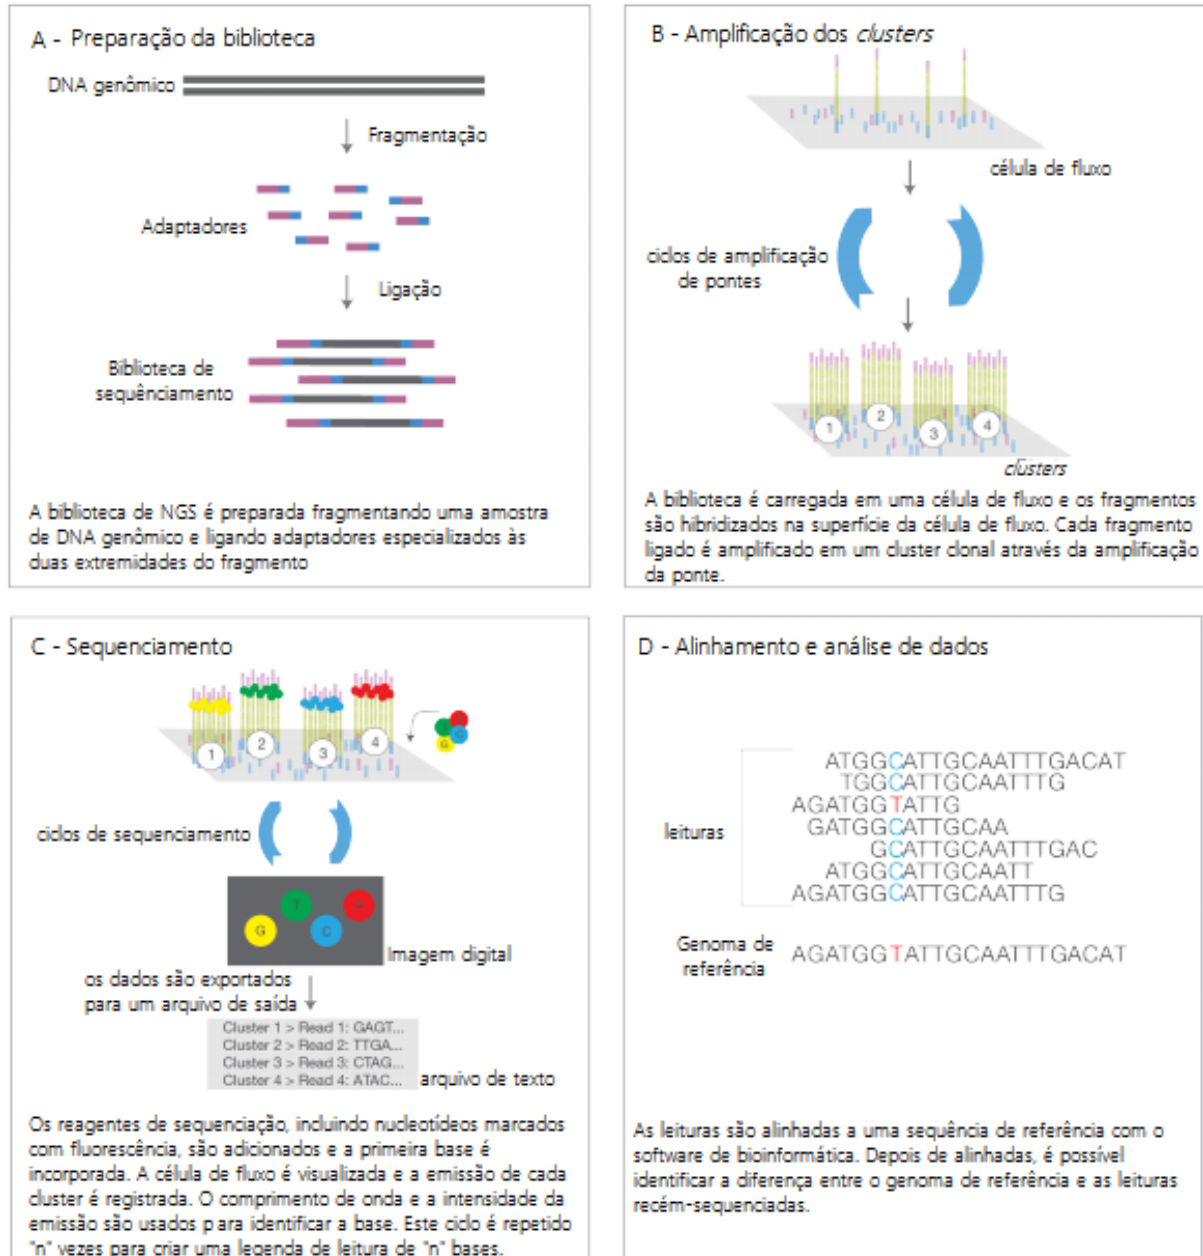 A - Preparação da biblioteca
DNA genômico
Fragmentação
Adaptadores
Ligação
Biblioteca de
sequênciamento
A biblioteca de NGS é preparada fragmentando uma amostra
de DNA genômico e ligando adaptadores especializados às
duas extremidades do fragmento
B - Amplificação dos clusters
célula de fluxo
ciclos de amplificação
de pontes
1
2
3
4
clusters
A biblioteca é carregada em uma célula de fluxo e os fragmentos
são hibridizados na superfície da célula de fluxo. Cada fragmento
ligado é amplificado em um cluster clonal através da amplificação
da ponte.
C - Sequenciamento
1
2
3
4
G
ciclos de sequenciamento
T
A
G
C
Imagem digital
os dados são exportados
para um arquivo de saída
Cluster 1 > Read 1: GAGT...
Cluster 2 > Read 2: TTGA...
Cluster 3 > Read 3: CTAG...
Cluster 4 > Read 4: ATAC...
arquivo de texto
Os reagentes de sequenciação, incluindo nucleotídeos marcados
com fluorescência, são adicionados e a primeira base é
incorporada. A célula de fluxo é visualizada e a emissão de cada
cluster é registrada. O comprimento de onda e a intensidade da
emissão são usados p ara identificar a base. Este ciclo é repetido
"n" vezes para criar uma legenda de leitura de "n" bases.
D - Alinhamento e análise de dados
leituras
ATGGCATTGCAATTTGACAT
TGGCATTGCAATTTG
AGATGGTATTG
GATGGCATTGCAA
GCATTGCAATTTGAC
ATGGCATTGCAATT
AGATGGCATTGCAATTTG
Genoma de
referência
AGATGGTATTGCAATTTGACAT
As leituras são alinhadas a uma sequência de referência com o
software de bioinformática. Depois de alinhadas, é possível
identificar a diferença entre o genoma de referência e as leituras
recém-sequenciadas.